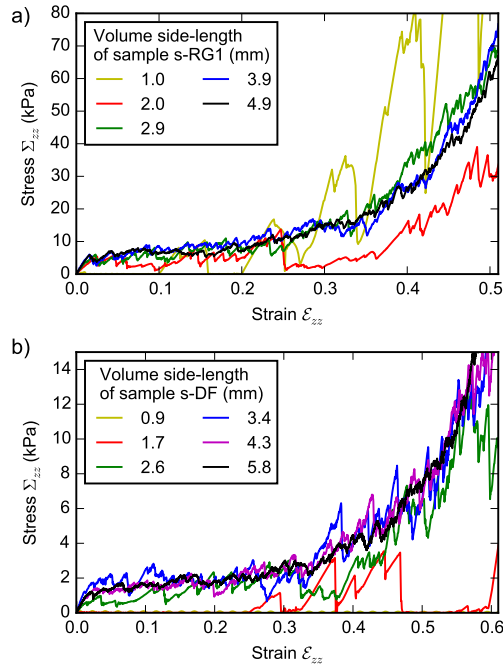 a)
80
70
60
50
40
30
20
10
0
Stress Σzz (kPa)
Volume side-length
of sample s-RG1 (mm)
1.0 3.9
2.0 4.9
2.9
0.0 0.1 0.2 0.3 0.4 0.5
Strain ℰzz
b)
14
12
10
8
6
4
2
0
Stress Σzz (kPa)
Volume side-length
of sample s-DF (mm)
0.9 3.4
1.7 4.3
2.6 5.8
0.0 0.1 0.2 0.3 0.4 0.5 0.6
Strain ℰzz